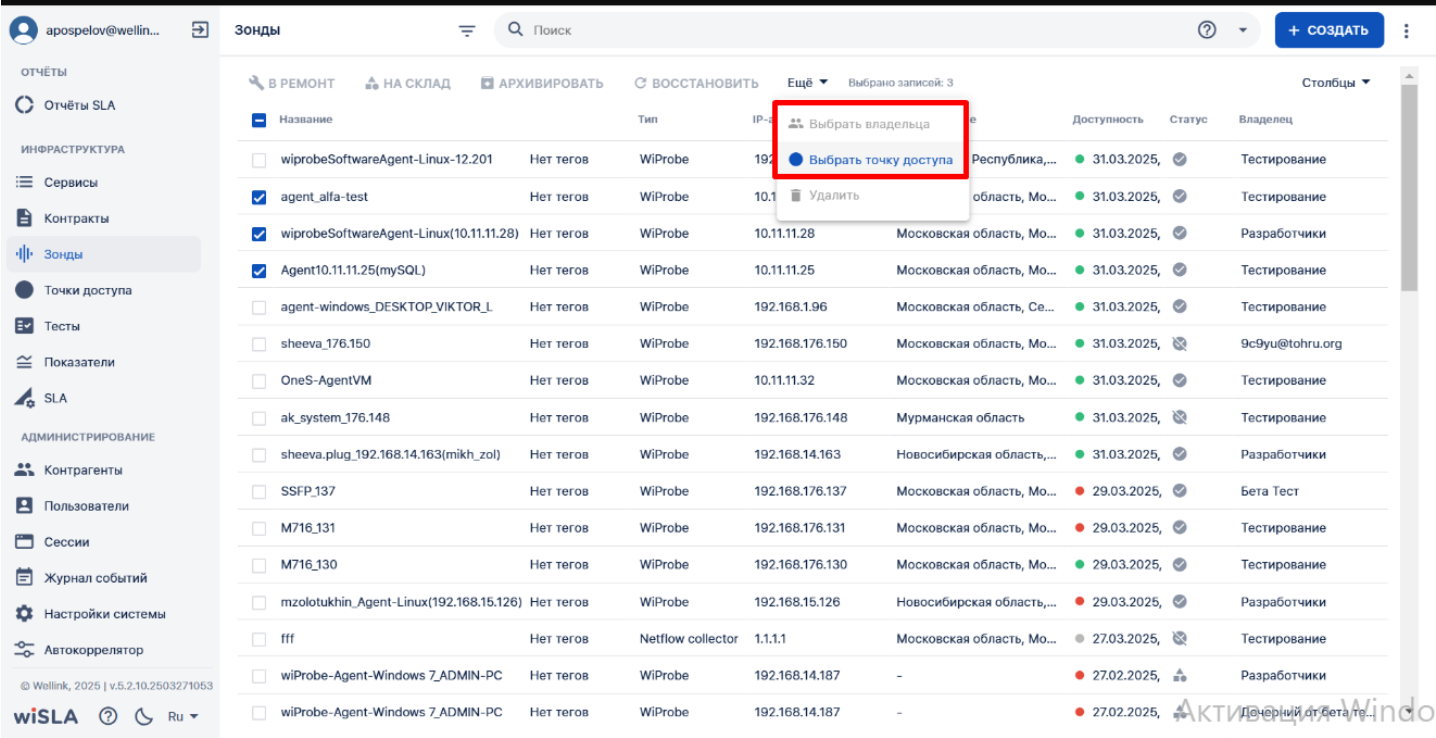 apospelov@wellin...
Зонды
Поиск
+ СОЗДАТЬ
ОТЧЁТЫ
Отчёты SLA
ИНФРАСТРУКТУРА
Сервисы
Контракты
Зонды
Точки доступа
Тесты
Показатели
SLA
АДМИНИСТРИРОВАНИЕ
Контрагенты
Пользователи
Сессии
Журнал событий
Настройки системы
Автокоррелятор
© Wellink, 2025 | v.5.2.10.2503271053
wiSLA Ru
В РЕМОНТ НА СКЛАД АРХИВИРОВАТЬ ВОССТАНОВИТЬ Ещё Выбрано записей: 3 Столбцы
Выбрать владельца
Выбрать точку доступа
Удалить
Название Тип IP-а е Доступность Статус Владелец
wiprobeSoftwareAgent-Linux-12.201 Нет тегов WiProbe 192 Республика,... 31.03.2025, Тестирование
agent_alfa-test Нет тегов WiProbe 10.1 область, Мо... 31.03.2025, Тестирование
wiprobeSoftwareAgent-Linux(10.11.11.28) Нет тегов WiProbe 10.11.11.28 Московская область, Мо... 31.03.2025, Разработчики
Agent10.11.11.25(mySQL) Нет тегов WiProbe 10.11.11.25 Московская область, Мо... 31.03.2025, Тестирование
agent-windows_DESKTOP_VIKTOR_L Нет тегов WiProbe 192.168.1.96 Московская область, Се... 31.03.2025, Тестирование
sheeva_176.150 Нет тегов WiProbe 192.168.176.150 Московская область, Мо... 31.03.2025, 9c9yu@tohru.org
OneS-AgentVM Нет тегов WiProbe 10.11.11.32 Московская область, Мо... 31.03.2025, Тестирование
ak_system_176.148 Нет тегов WiProbe 192.168.176.148 Мурманская область 31.03.2025, Тестирование
sheeva.plug_192.168.14.163(mikh_zol) Нет тегов WiProbe 192.168.14.163 Новосибирская область,... 31.03.2025, Разработчики
SSFP_137 Нет тегов WiProbe 192.168.176.137 Московская область, Мо... 29.03.2025, Бета Тест
M716_131 Нет тегов WiProbe 192.168.176.131 Московская область, Мо... 29.03.2025, Тестирование
M716_130 Нет тегов WiProbe 192.168.176.130 Московская область, Мо... 29.03.2025, Тестирование
mzolotukhin_Agent-Linux(192.168.15.126) Нет тегов WiProbe 192.168.15.126 Новосибирская область,... 29.03.2025, Разработчики
fff Нет тегов Netflow collector 1.1.1.1 Московская область, Мо... 27.03.2025, Тестирование
wiProbe-Agent-Windows 7_ADMIN-PC Нет тегов WiProbe 192.168.14.187 - 27.02.2025, Разработчики
wiProbe-Agent-Windows 7_ADMIN-PC Нет тегов WiProbe 192.168.14.187 - 27.02.2025, Дочерний от бета те...
Активация Windo